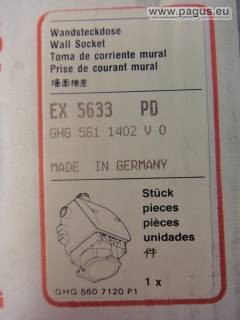 © www.pagus.eu
Wandsteckdose
Wall Socket
Toma de corriente mural
Prise de courant mural
墙面插座
EX 5633 PD
GHG 561 1402 V 0
MADE IN GERMANY
Stück
pieces
pièces
unidades
件
1 x
GHG 560 7120 P1